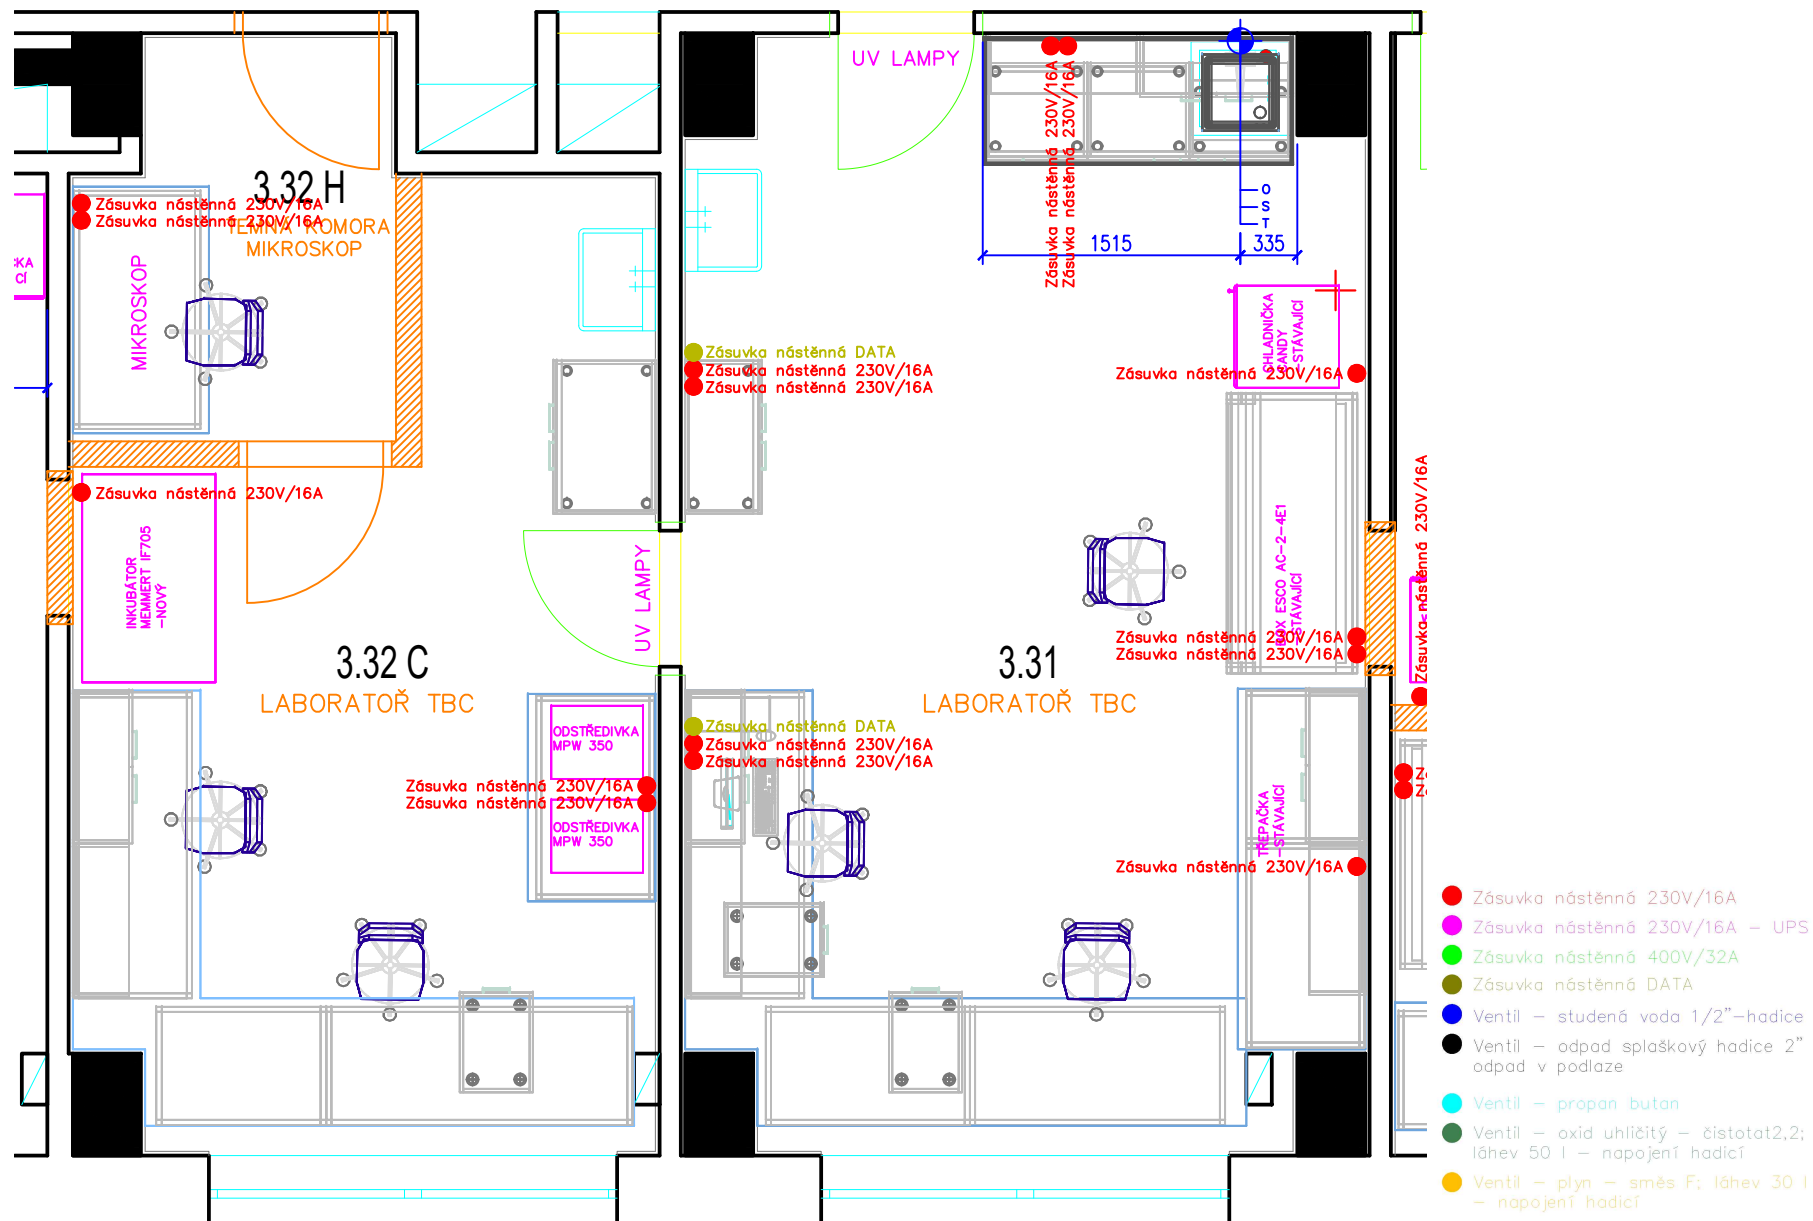 UV LAMPY
Zásuvka nástěnná 230V/16A
Zásuvka nástěnná 230V/16A
O
S
T
1515
335
3.32 H
TEMNÁ KOMORA
MIKROSKOP
Zásuvka nástěnná 230V/16A
Zásuvka nástěnná 230V/16A
MIKROSKOP
CHLADNIČKA
CANDY
-STÁVAJÍCÍ
Zásuvka nástěnná 230V/16A
Zásuvka nástěnná DATA
Zásuvka nástěnná 230V/16A
Zásuvka nástěnná 230V/16A
Zásuvka nástěnná 230V/16A
INKUBÁTOR
MEMMERT IF705
-NOVÝ
UV LAMPY
BOX ESCO AC-2-4E1
-STÁVAJÍCÍ
Zásuvka nástěnná 230V/16A
Zásuvka nástěnná 230V/16A
Zásuvka nástěnná 230V/16A
3.32 C
LABORATOŘ TBC
3.31
LABORATOŘ TBC
ODSTŘEDIVKA
MPW 350
Zásuvka nástěnná 230V/16A
Zásuvka nástěnná 230V/16A
ODSTŘEDIVKA
MPW 350
Zásuvka nástěnná DATA
Zásuvka nástěnná 230V/16A
Zásuvka nástěnná 230V/16A
TŘEPAČKA
-STÁVAJÍCÍ
Zásuvka nástěnná 230V/16A
Zásuvka nástěnná 230V/16A
Zásuvka nástěnná 230V/16A - UPS
Zásuvka nástěnná 400V/32A
Zásuvka nástěnná DATA
Ventil - studená voda 1/2"-hadice
Ventil - odpad splaškový hadice 2"
odpad v podlaze
Ventil - propan butan
Ventil - oxid uhličitý - čistotat2,2;
láhev 50 l - napojení hadicí
Ventil - plyn - směs F; láhev 30 l
- napojení hadicí